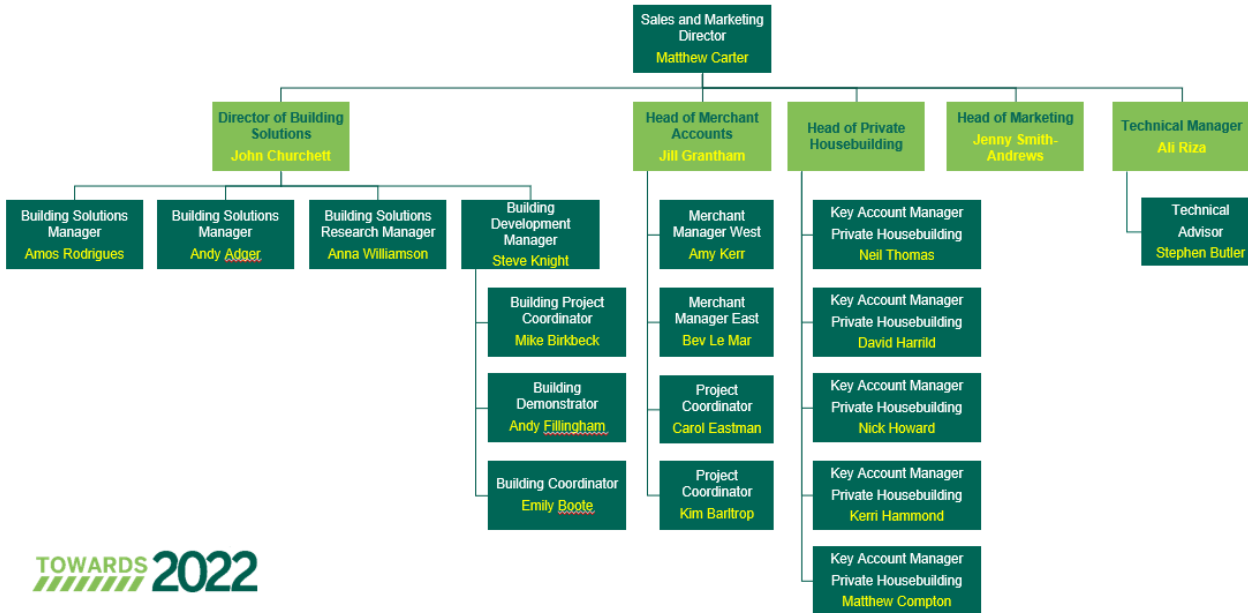 Sales and Marketing
Director
Matthew Carter
Director of Building
Solutions
John Churchett
Head of Merchant
Accounts
Jill Grantham
Head of Private
Housebuilding
Head of Marketing
Jenny Smith-
Andrews
Technical Manager
Ali Riza
Building Solutions
Manager
Amos Rodrigues
Building Solutions
Manager
Andy Adger
Building Solutions
Research Manager
Anna Williamson
Building
Development
Manager
Steve Knight
Building Project
Coordinator
Mike Birkbeck
Building
Demonstrator
Andy Fillingham
Building Coordinator
Emily Boote
Merchant
Manager West
Amy Kerr
Merchant
Manager East
Bev Le Mar
Project
Coordinator
Carol Eastman
Project
Coordinator
Kim Barltrop
Key Account Manager
Private Housebuilding
Neil Thomas
Key Account Manager
Private Housebuilding
David Harrild
Key Account Manager
Private Housebuilding
Nick Howard
Key Account Manager
Private Housebuilding
Kerri Hammond
Key Account Manager
Private Housebuilding
Matthew Compton
Technical
Advisor
Stephen Butler
TOWARDS 2022